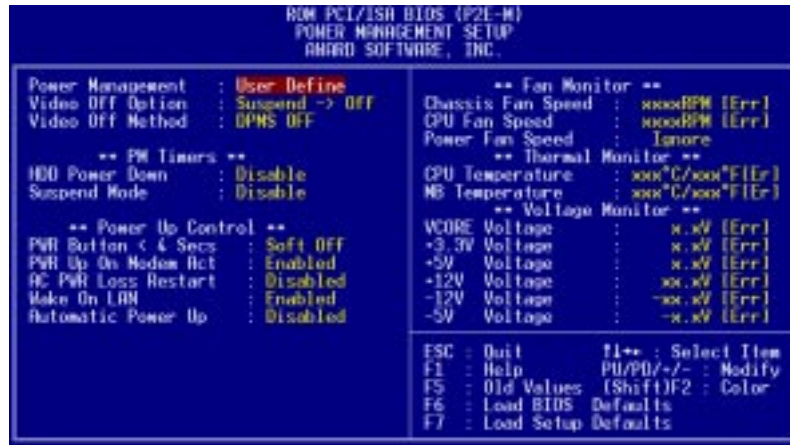 ROM PCI/ISA BIOS (P2E-M)
POWER MANAGEMENT SETUP
AWARD SOFTWARE, INC.
Power Management : User Define
Video Off Option : Suspend -> Off
Video Off Method : DPMS OFF
** PM Timers **
HDD Power Down : Disable
Suspend Mode : Disable
** Power Up Control **
PWR Button < 4 Secs : Soft Off
PWR Up On Modem Act : Enabled
AC PWR Loss Restart : Disabled
Wake On LAN : Enabled
Automatic Power Up : Disabled
** Fan Monitor **
Chassis Fan Speed : xxxxRPM [Err]
CPU Fan Speed : xxxxRPM [Err]
Power Fan Speed : Ignore
** Thermal Monitor **
CPU Temperature : xxx°C/xxx°F[Er]
MB Temperature : xxx°C/xxx°F[Er]
** Voltage Monitor **
VCORE Voltage : x.xV [Err]
+3.3V Voltage : x.xV [Err]
+5V Voltage : x.xV [Err]
+12V Voltage : xx.xV [Err]
-12V Voltage : -xx.xV [Err]
-5V Voltage : -x.xV [Err]
ESC : Quit ↑↓→← : Select Item
F1 : Help PU/PD/+/- : Modify
F5 : Old Values (Shift)F2 : Color
F6 : Load BIOS Defaults
F7 : Load Setup Defaults